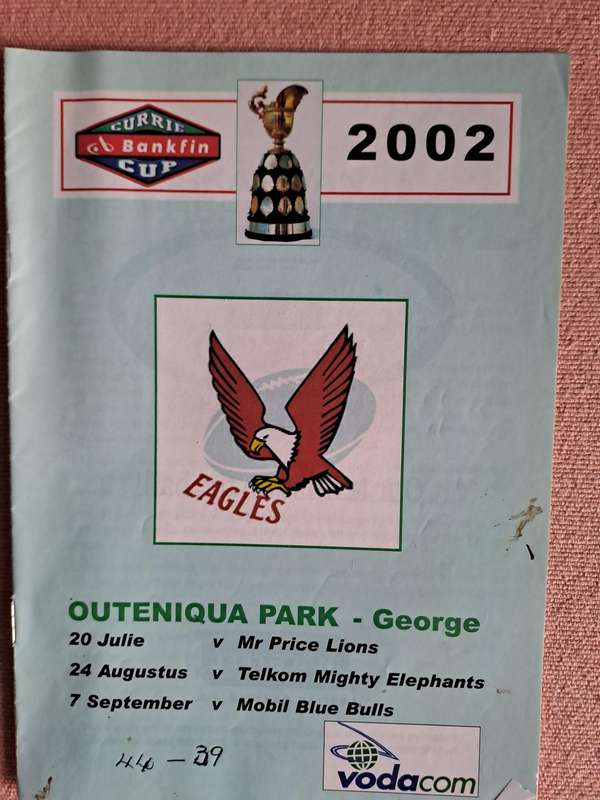 CURRIE
Bankfin
CUP
2002
EAGLES
OUTENIQUA PARK - George
20 Julie v Mr Price Lions
24 Augustus v Telkom Mighty Elephants
7 September v Mobil Blue Bulls
44 - 39
vodacom